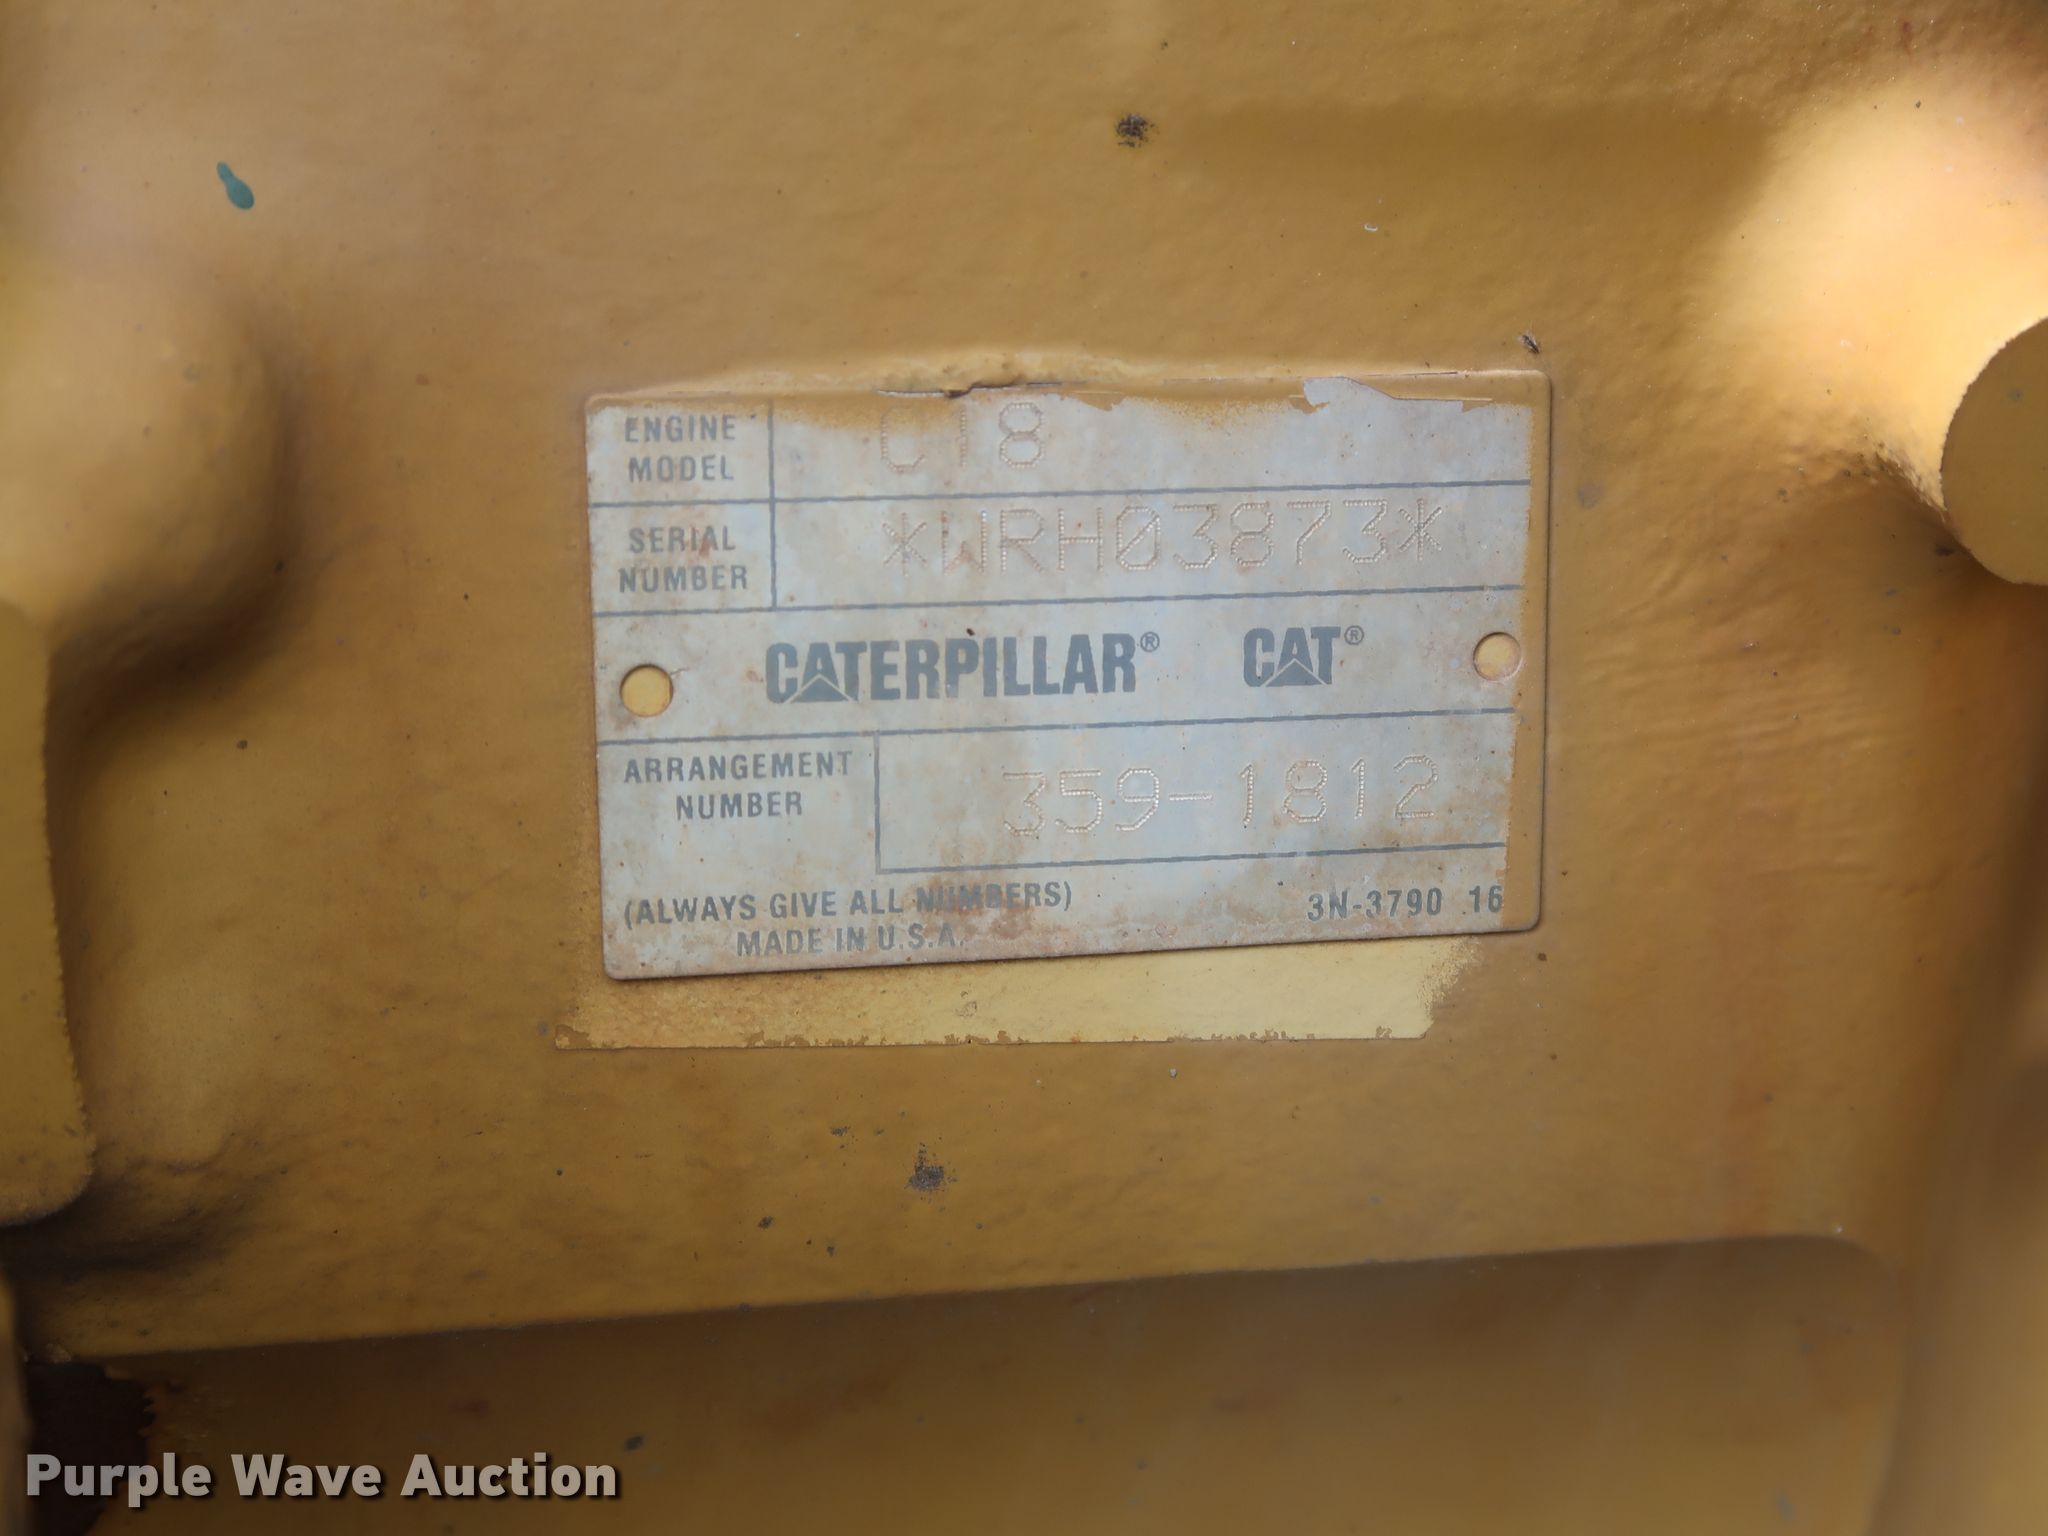 ENGINE MODEL C18
SERIAL NUMBER *WRH03873*
CATERPILLAR® CAT®
ARRANGEMENT NUMBER 359-1812
(ALWAYS GIVE ALL NUMBERS) 3N-3790 16
MADE IN U.S.A.
Purple Wave Auction